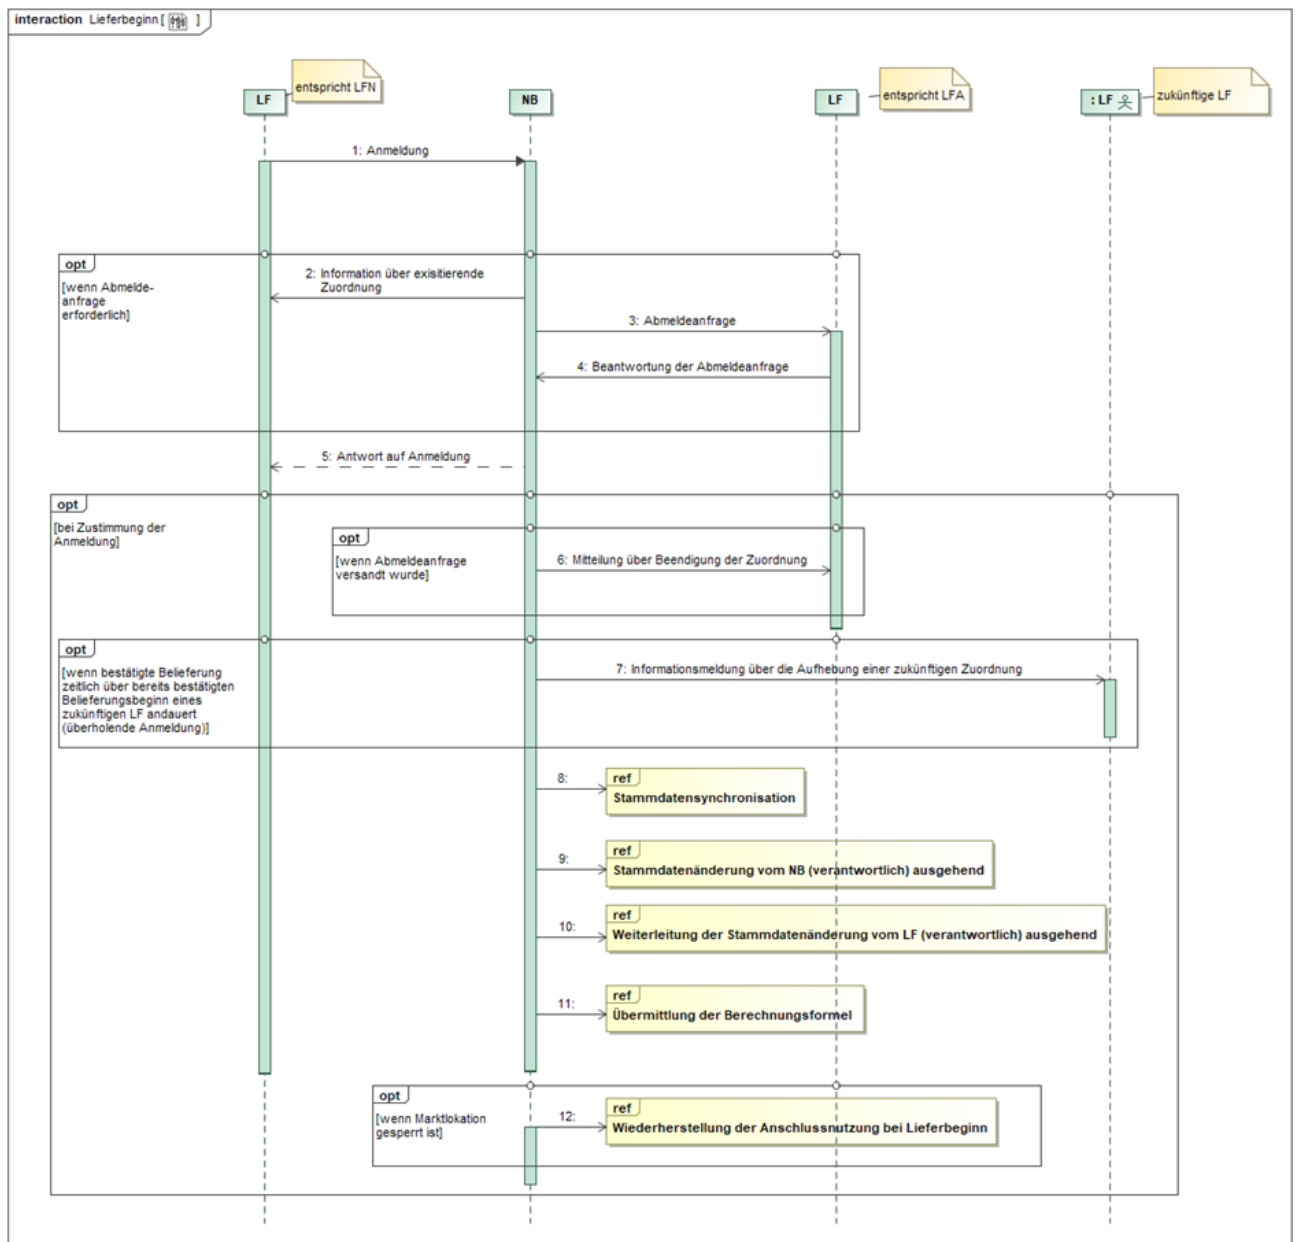 interaction Lieferbeginn [ ]
entspricht LFN
LF
NB
LF
entspricht LFA
: LF
zukünftige LF
1: Anmeldung
opt
[wenn Abmelde-
anfrage
erforderlich]
2: Information über exisitierende
Zuordnung
3: Abmeldeanfrage
4: Beantwortung der Abmeldeanfrage
5: Antwort auf Anmeldung
opt
[bei Zustimmung der
Anmeldung]
opt
[wenn Abmeldeanfrage
versandt wurde]
6: Mitteilung über Beendigung der Zuordnung
opt
[wenn bestätigte Belieferung
zeitlich über bereits bestätigten
Belieferungsbeginn eines
zukünftigen LF andauert
(überholende Anmeldung)]
7: Informationsmeldung über die Aufhebung einer zukünftigen Zuordnung
8:
ref
Stammdatensynchronisation
9:
ref
Stammdatenänderung vom NB (verantwortlich) ausgehend
10:
ref
Weiterleitung der Stammdatenänderung vom LF (verantwortlich) ausgehend
11:
ref
Übermittlung der Berechnungsformel
opt
[wenn Marktlokation
gesperrt ist]
12:
ref
Wiederherstellung der Anschlussnutzung bei Lieferbeginn